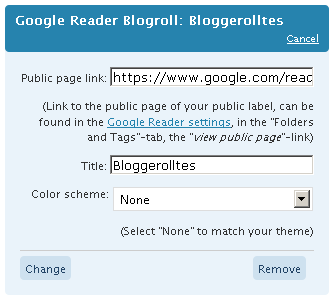 Google Reader Blogroll: Bloggerolltes
Cancel
Public page link: https://www.google.com/reac
(Link to the public page of your public label, can be
found in the Google Reader settings, in the "Folders
and Tags"-tab, the "view public page"-link)
Title: Bloggerolltes
Color scheme: None
(Select "None" to match your theme)
Change Remove